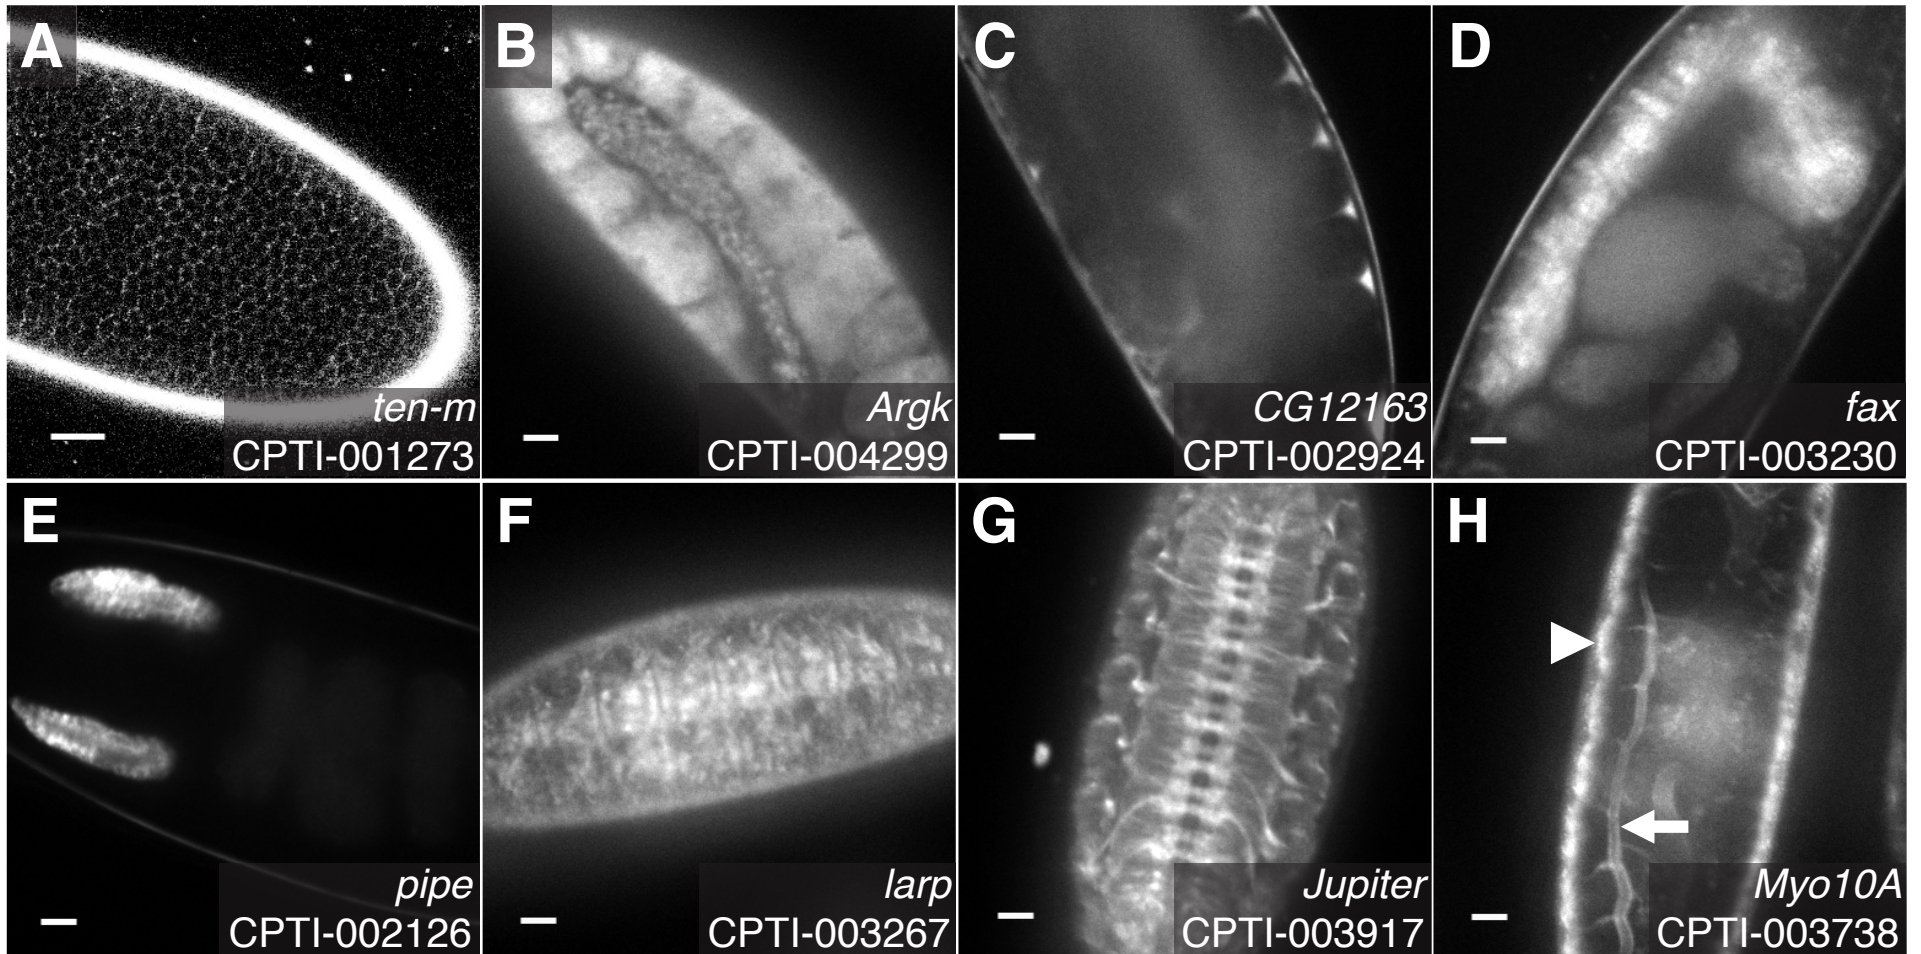 A
ten-m
CPTI-001273
B
Argk
CPTI-004299
C
CG12163
CPTI-002924
D
fax
CPTI-003230
E
pipe
CPTI-002126
F
larp
CPTI-003267
G
Jupiter
CPTI-003917
H
Myo10A
CPTI-003738